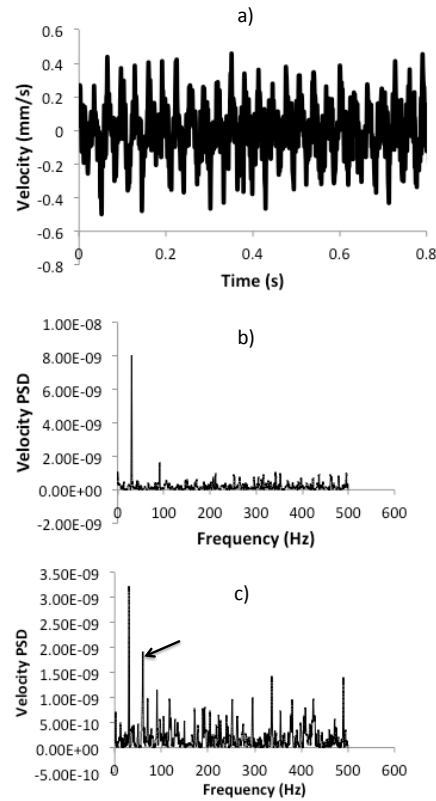 a)
0.6
0.4
0.2
0
-0.2
-0.4
-0.6
-0.8
Velocity (mm/s)
0 0.2 0.4 0.6 0.8
Time (s)
b)
1.00E-08
8.00E-09
6.00E-09
4.00E-09
2.00E-09
0.00E+00
-2.00E-09
Velocity PSD
0 100 200 300 400 500 600
Frequency (Hz)
c)
3.50E-09
3.00E-09
2.50E-09
2.00E-09
1.50E-09
1.00E-09
5.00E-10
0.00E+00
-5.00E-10
Velocity PSD
0 100 200 300 400 500 600
Frequency (Hz)